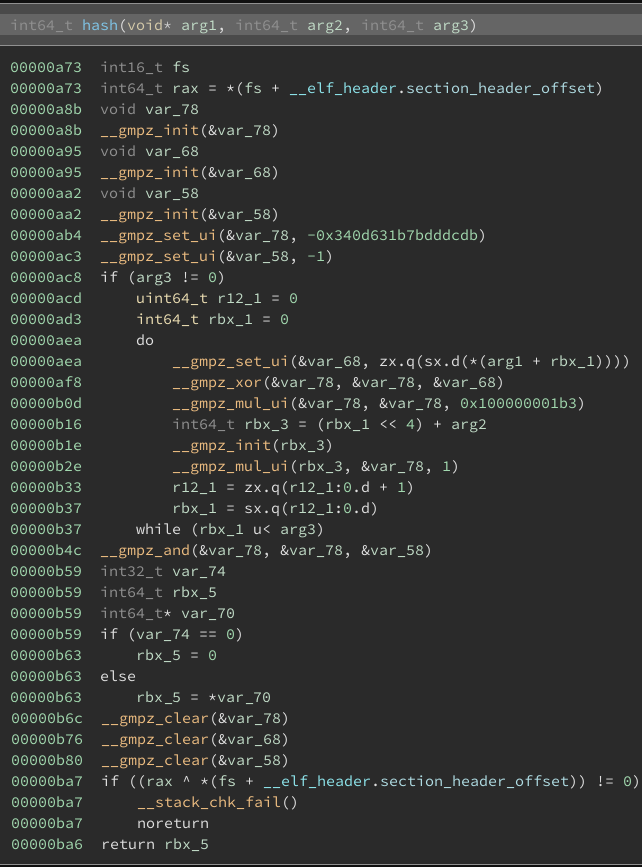 int64_t hash(void* arg1, int64_t arg2, int64_t arg3)
00000a73  int16_t fs
00000a73  int64_t rax = *(fs + __elf_header.section_header_offset)
00000a8b  void var_78
00000a8b  __gmpz_init(&var_78)
00000a95  void var_68
00000a95  __gmpz_init(&var_68)
00000aa2  void var_58
00000aa2  __gmpz_init(&var_58)
00000ab4  __gmpz_set_ui(&var_78, -0x340d631b7bdddcdb)
00000ac3  __gmpz_set_ui(&var_58, -1)
00000ac8  if (arg3 != 0)
00000acd      uint64_t r12_1 = 0
00000ad3      int64_t rbx_1 = 0
00000aea      do
00000aea          __gmpz_set_ui(&var_68, zx.q(sx.d(*(arg1 + rbx_1))))
00000af8          __gmpz_xor(&var_78, &var_78, &var_68)
00000b0d          __gmpz_mul_ui(&var_78, &var_78, 0x100000001b3)
00000b16          int64_t rbx_3 = (rbx_1 << 4) + arg2
00000b1e          __gmpz_init(rbx_3)
00000b2e          __gmpz_mul_ui(rbx_3, &var_78, 1)
00000b33          r12_1 = zx.q(r12_1:0.d + 1)
00000b37          rbx_1 = sx.q(r12_1:0.d)
00000b37      while (rbx_1 u< arg3)
00000b4c  __gmpz_and(&var_78, &var_78, &var_58)
00000b59  int32_t var_74
00000b59  int64_t rbx_5
00000b59  int64_t* var_70
00000b59  if (var_74 == 0)
00000b63      rbx_5 = 0
00000b63  else
00000b63      rbx_5 = *var_70
00000b6c  __gmpz_clear(&var_78)
00000b76  __gmpz_clear(&var_68)
00000b80  __gmpz_clear(&var_58)
00000ba7  if ((rax ^ *(fs + __elf_header.section_header_offset)) != 0)
00000ba7      __stack_chk_fail()
00000ba7      noreturn
00000ba6  return rbx_5